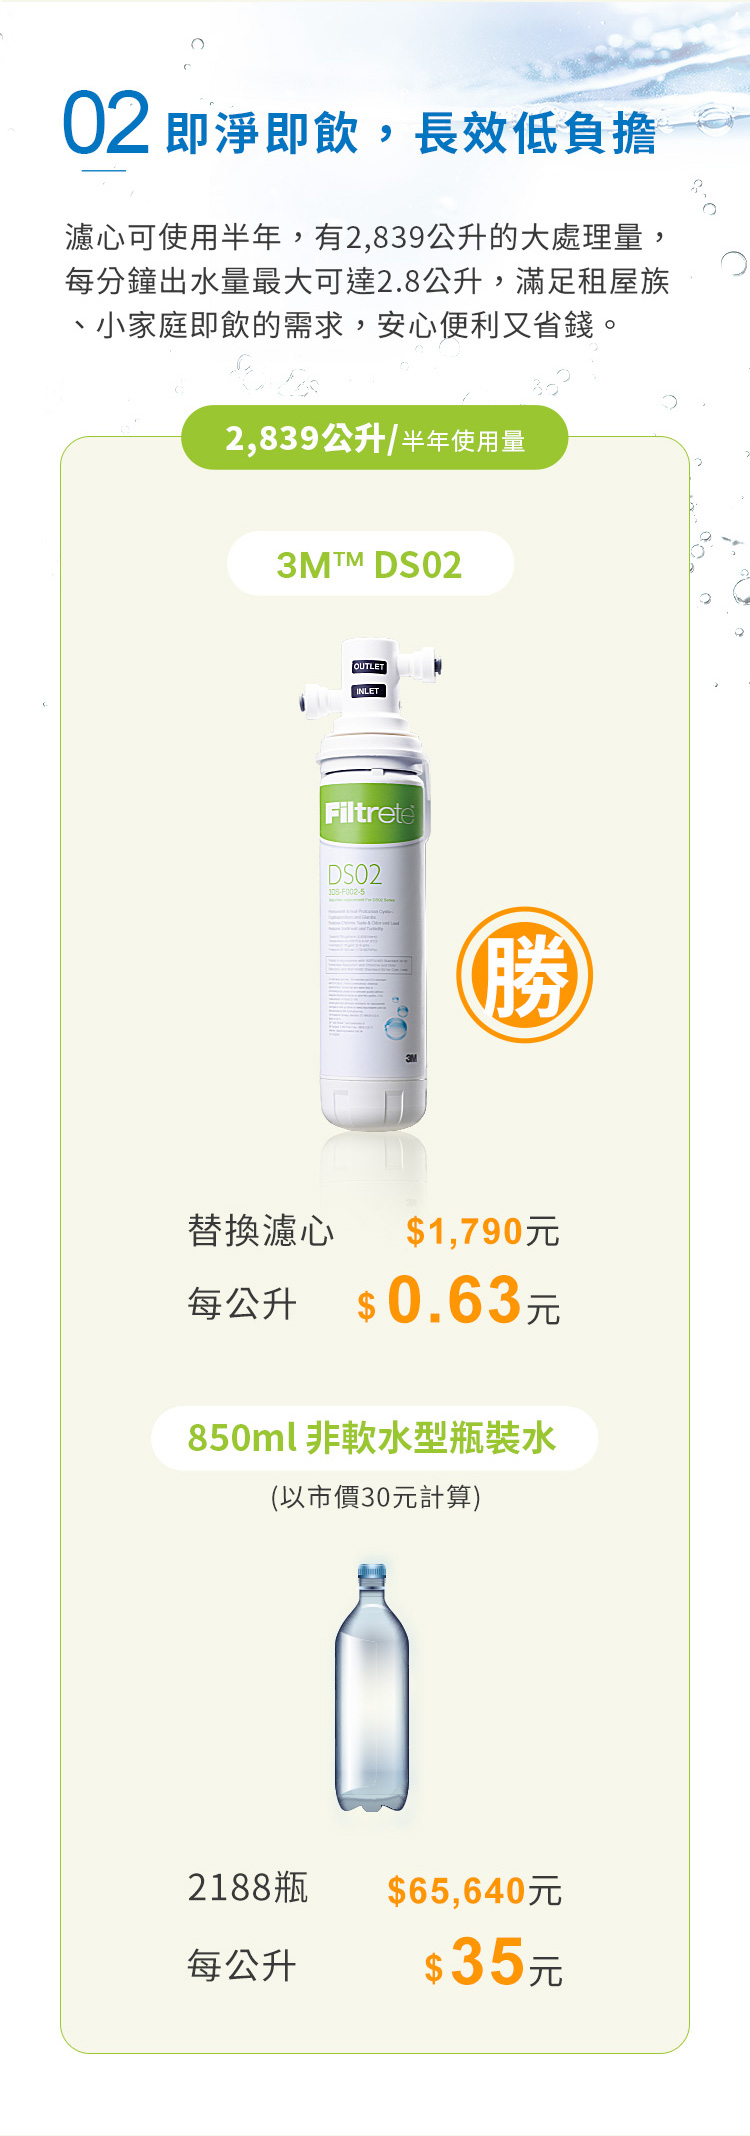 02 即淨即飲，長效低負擔
濾心可使用半年，有2,839公升的大處理量，
每分鐘出水量最大可達2.8公升，滿足租屋族
、小家庭即飲的需求，安心便利又省錢。
2,839公升/半年使用量
3M™ DS02
OUTLET
INLET
Filtrete
DS02
3DS-F002-5
3M
勝
替換濾心 $1,790元
每公升 $0.63元
850ml 非軟水型瓶裝水
(以市價30元計算)
2188瓶 $65,640元
每公升 $35元